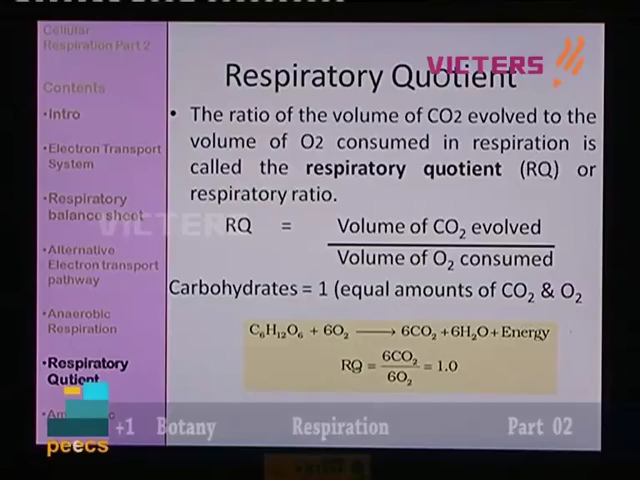 Cellular
Respiration Part 2
Contents
•Intro
•Electron Transport
System
•Respiratory
balance sheet
•Alternative
Electron transport
pathway
•Anaerobic
Respiration
•Respiratory
Qutient
Respiratory Quotient
VICTERS
• The ratio of the volume of CO2 evolved to the
volume of O2 consumed in respiration is
called the respiratory quotient (RQ) or
respiratory ratio.
RQ = Volume of CO₂ evolved
Volume of O₂ consumed
VICTERS
Carbohydrates = 1 (equal amounts of CO₂ & O₂
C₆H₁₂O₆ + 6O₂ ⟶ 6CO₂ + 6H₂O + Energy
RQ = 6CO₂ / 6O₂ = 1.0
peecs
+1 Botany Respiration Part 02